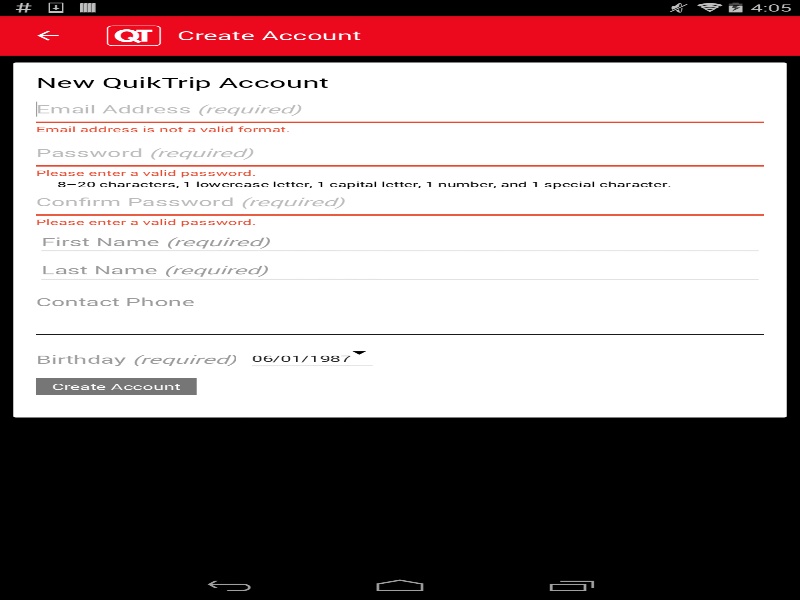 4:05
QT Create Account
New QuikTrip Account
Email Address (required)
Email address is not a valid format.
Password (required)
Please enter a valid password.
8–20 characters, 1 lowercase letter, 1 capital letter, 1 number, and 1 special character.
Confirm Password (required)
Please enter a valid password.
First Name (required)
Last Name (required)
Contact Phone
Birthday (required) 06/01/1987
Create Account